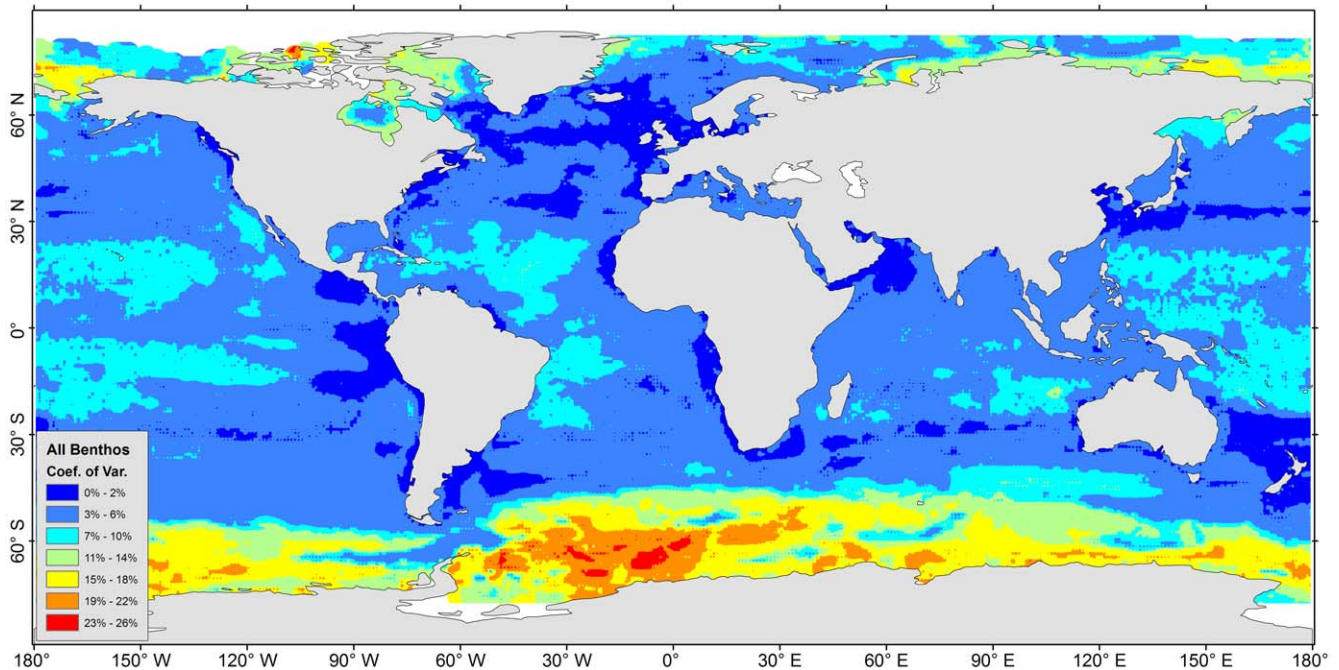 60° N
30° N
0°
30° S
60° S
All Benthos
Coef. of Var.
0% - 2%
3% - 6%
7% - 10%
11% - 14%
15% - 18%
19% - 22%
23% - 26%
180° 150° W 120° W 90° W 60° W 30° W 0° 30° E 60° E 90° E 120° E 150° E 180°